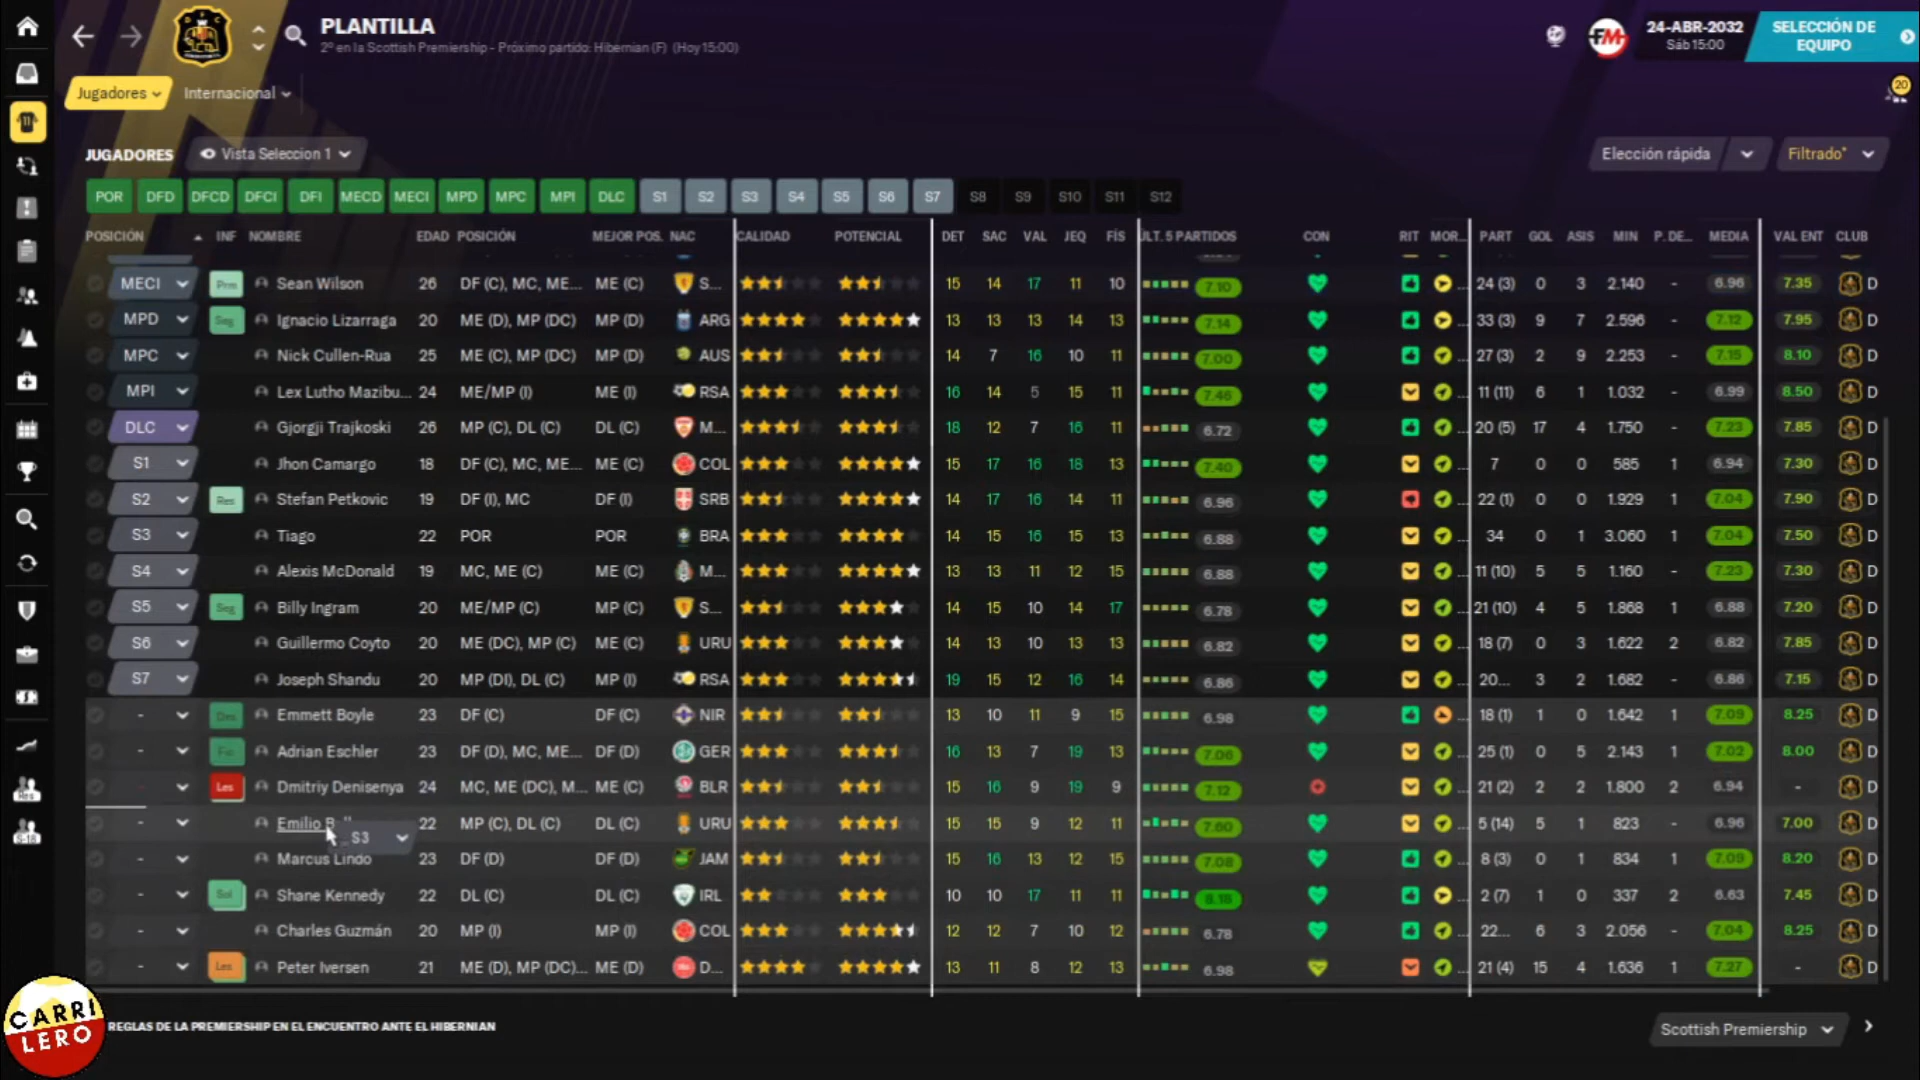 PLANTILLA
2º en la Scottish Premiership - Próximo partido: Hibernian (F) (Hoy 15:00)
FM
24-ABR-2032
Sáb 15:00
SELECCIÓN DE
EQUIPO
Jugadores Internacional
20
JUGADORES Vista Seleccion 1 Elección rápida Filtrado*
POR DFD DFCD DFCI DFI MECD MECI MPD MPC MPI DLC S1 S2 S3 S4 S5 S6 S7 S8 S9 S10 S11 S12
POSICIÓN INF NOMBRE EDAD POSICIÓN MEJOR POS. NAC CALIDAD POTENCIAL DET SAC VAL JEQ FÍS ÚLT. 5 PARTIDOS CON RIT MOR... PART GOL ASIS MIN P. DE... MEDIA VAL ENT CLUB
MECI Prm Sean Wilson 26 DF (C), MC, ME... ME (C) S... 15 14 17 11 10 7.10 24 (3) 0 3 2.140 - 6.96 7.35 D
MPD Seg Ignacio Lizarraga 20 ME (D), MP (DC) MP (D) ARG 13 13 13 14 13 7.14 ... 33 (3) 9 7 2.596 - 7.12 7.95 D
MPC Nick Cullen-Rua 25 ME (C), MP (DC) MP (D) AUS 14 7 16 10 11 7.00 ... 27 (3) 2 9 2.253 - 7.15 8.10 D
MPI Lex Lutho Mazibu... 24 ME/MP (I) ME (I) RSA 16 14 5 15 11 7.46 ... 11 (11) 6 1 1.032 - 6.99 8.50 D
DLC Gjorgji Trajkoski 26 MP (C), DL (C) DL (C) M... 18 12 7 16 11 6.72 ... 20 (5) 17 4 1.750 - 7.23 7.85 D
S1 Jhon Camargo 18 DF (C), MC, ME... ME (C) COL 15 17 16 18 13 7.40 ... 7 0 0 585 1 6.94 7.30 D
S2 Res Stefan Petkovic 19 DF (I), MC DF (I) SRB 14 17 16 14 11 6.96 ... 22 (1) 0 0 1.929 1 7.04 7.90 D
S3 Tiago 22 POR POR BRA 14 15 16 15 13 6.88 ... 34 0 1 3.060 1 7.04 7.50 D
S4 Alexis McDonald 19 MC, ME (C) ME (C) M... 13 13 11 12 15 6.88 ... 11 (10) 5 5 1.160 - 7.23 7.30 D
S5 Seg Billy Ingram 20 ME/MP (C) MP (C) S... 14 15 10 14 17 6.78 ... 21 (10) 4 5 1.868 1 6.88 7.20 D
S6 Guillermo Coyto 20 ME (DC), MP (C) ME (C) URU 14 13 10 13 13 6.82 ... 18 (7) 0 3 1.622 2 6.82 7.85 D
S7 Joseph Shandu 20 MP (DI), DL (C) MP (I) RSA 19 15 12 16 14 6.86 ... 20... 3 2 1.682 - 6.86 7.15 D
- Des Emmett Boyle 23 DF (C) DF (C) NIR 13 10 11 9 15 6.98 ... 18 (1) 1 0 1.642 1 7.09 8.25 D
- Adrian Eschler 23 DF (D), MC, ME... DF (D) GER 16 13 7 19 13 7.06 ... 25 (1) 0 5 2.143 1 7.02 8.00 D
- Les Dmitriy Denisenya 24 MC, ME (DC), M... ME (C) BLR 15 16 9 19 9 7.12 ... 21 (2) 2 2 1.800 2 6.94 - D
- Emilio 22 MP (C), DL (C) DL (C) URU 15 15 9 12 11 7.60 ... 5 (14) 5 1 823 - 6.96 7.00 D
S3
- Marcus Lindo 23 DF (D) DF (D) JAM 15 16 13 12 15 7.08 ... 8 (3) 0 1 834 1 7.09 8.20 D
- Sol Shane Kennedy 22 DL (C) DL (C) IRL 10 10 17 11 11 8.16 ... 2 (7) 1 0 337 2 6.63 7.45 D
- Charles Guzmán 20 MP (I) MP (I) COL 12 12 7 10 12 6.78 ... 22... 6 3 2.056 - 7.04 8.25 D
- Les Peter Iversen 21 ME (D), MP (DC)... ME (D) D... 13 11 8 12 13 6.98 ... 21 (4) 15 4 1.636 1 7.27 - D
CARRI
LERO
REGLAS DE LA PREMIERSHIP EN EL ENCUENTRO ANTE EL HIBERNIAN
Scottish Premiership